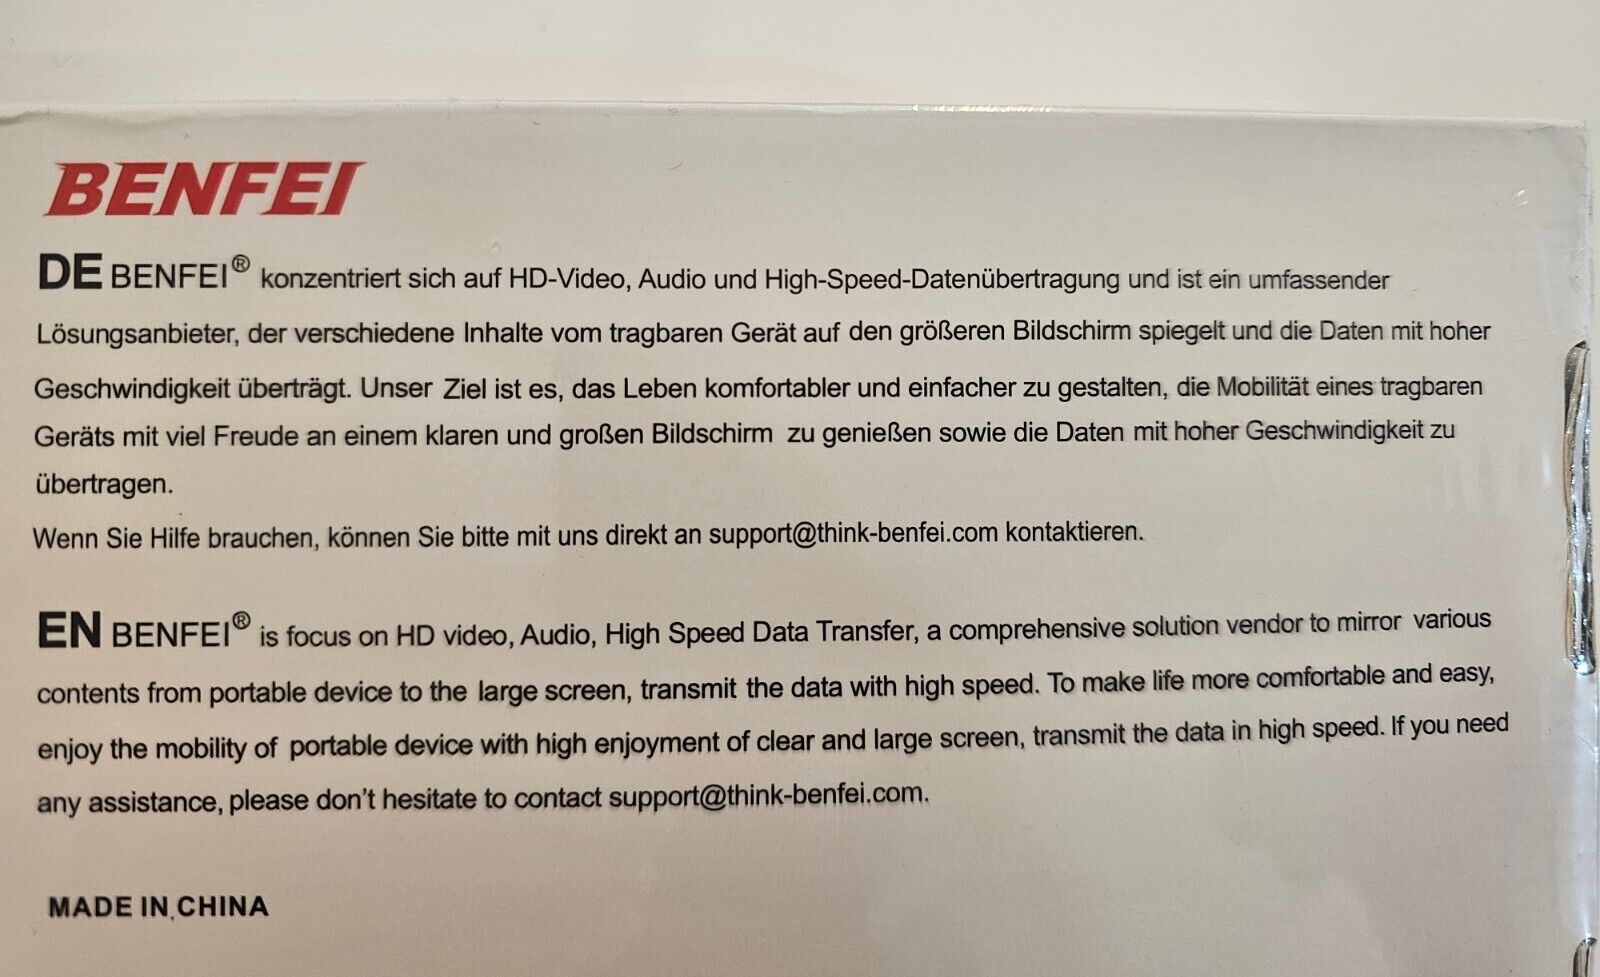 BENFEI
DE BENFEI® konzentriert sich auf HD-Video, Audio und High-Speed-Datenübertragung und ist ein umfassender
Lösungsanbieter, der verschiedene Inhalte vom tragbaren Gerät auf den größeren Bildschirm spiegelt und die Daten mit hoher
Geschwindigkeit überträgt. Unser Ziel ist es, das Leben komfortabler und einfacher zu gestalten, die Mobilität eines tragbaren
Geräts mit viel Freude an einem klaren und großen Bildschirm zu genießen sowie die Daten mit hoher Geschwindigkeit zu
übertragen.
Wenn Sie Hilfe brauchen, können Sie bitte mit uns direkt an support@think-benfei.com kontaktieren.
EN BENFEI® is focus on HD video, Audio, High Speed Data Transfer, a comprehensive solution vendor to mirror various
contents from portable device to the large screen, transmit the data with high speed. To make life more comfortable and easy,
enjoy the mobility of portable device with high enjoyment of clear and large screen, transmit the data in high speed. If you need
any assistance, please don't hesitate to contact support@think-benfei.com.
MADE IN CHINA